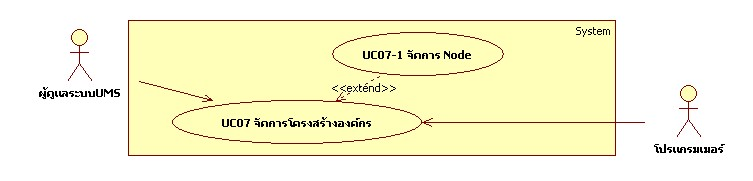 System
UC07-1 จัดการ Node
ผู้ดูแลระบบUMS
<<extend>>
UC07 จัดการโครงสร้างองค์กร
โปรแกรมเมอร์